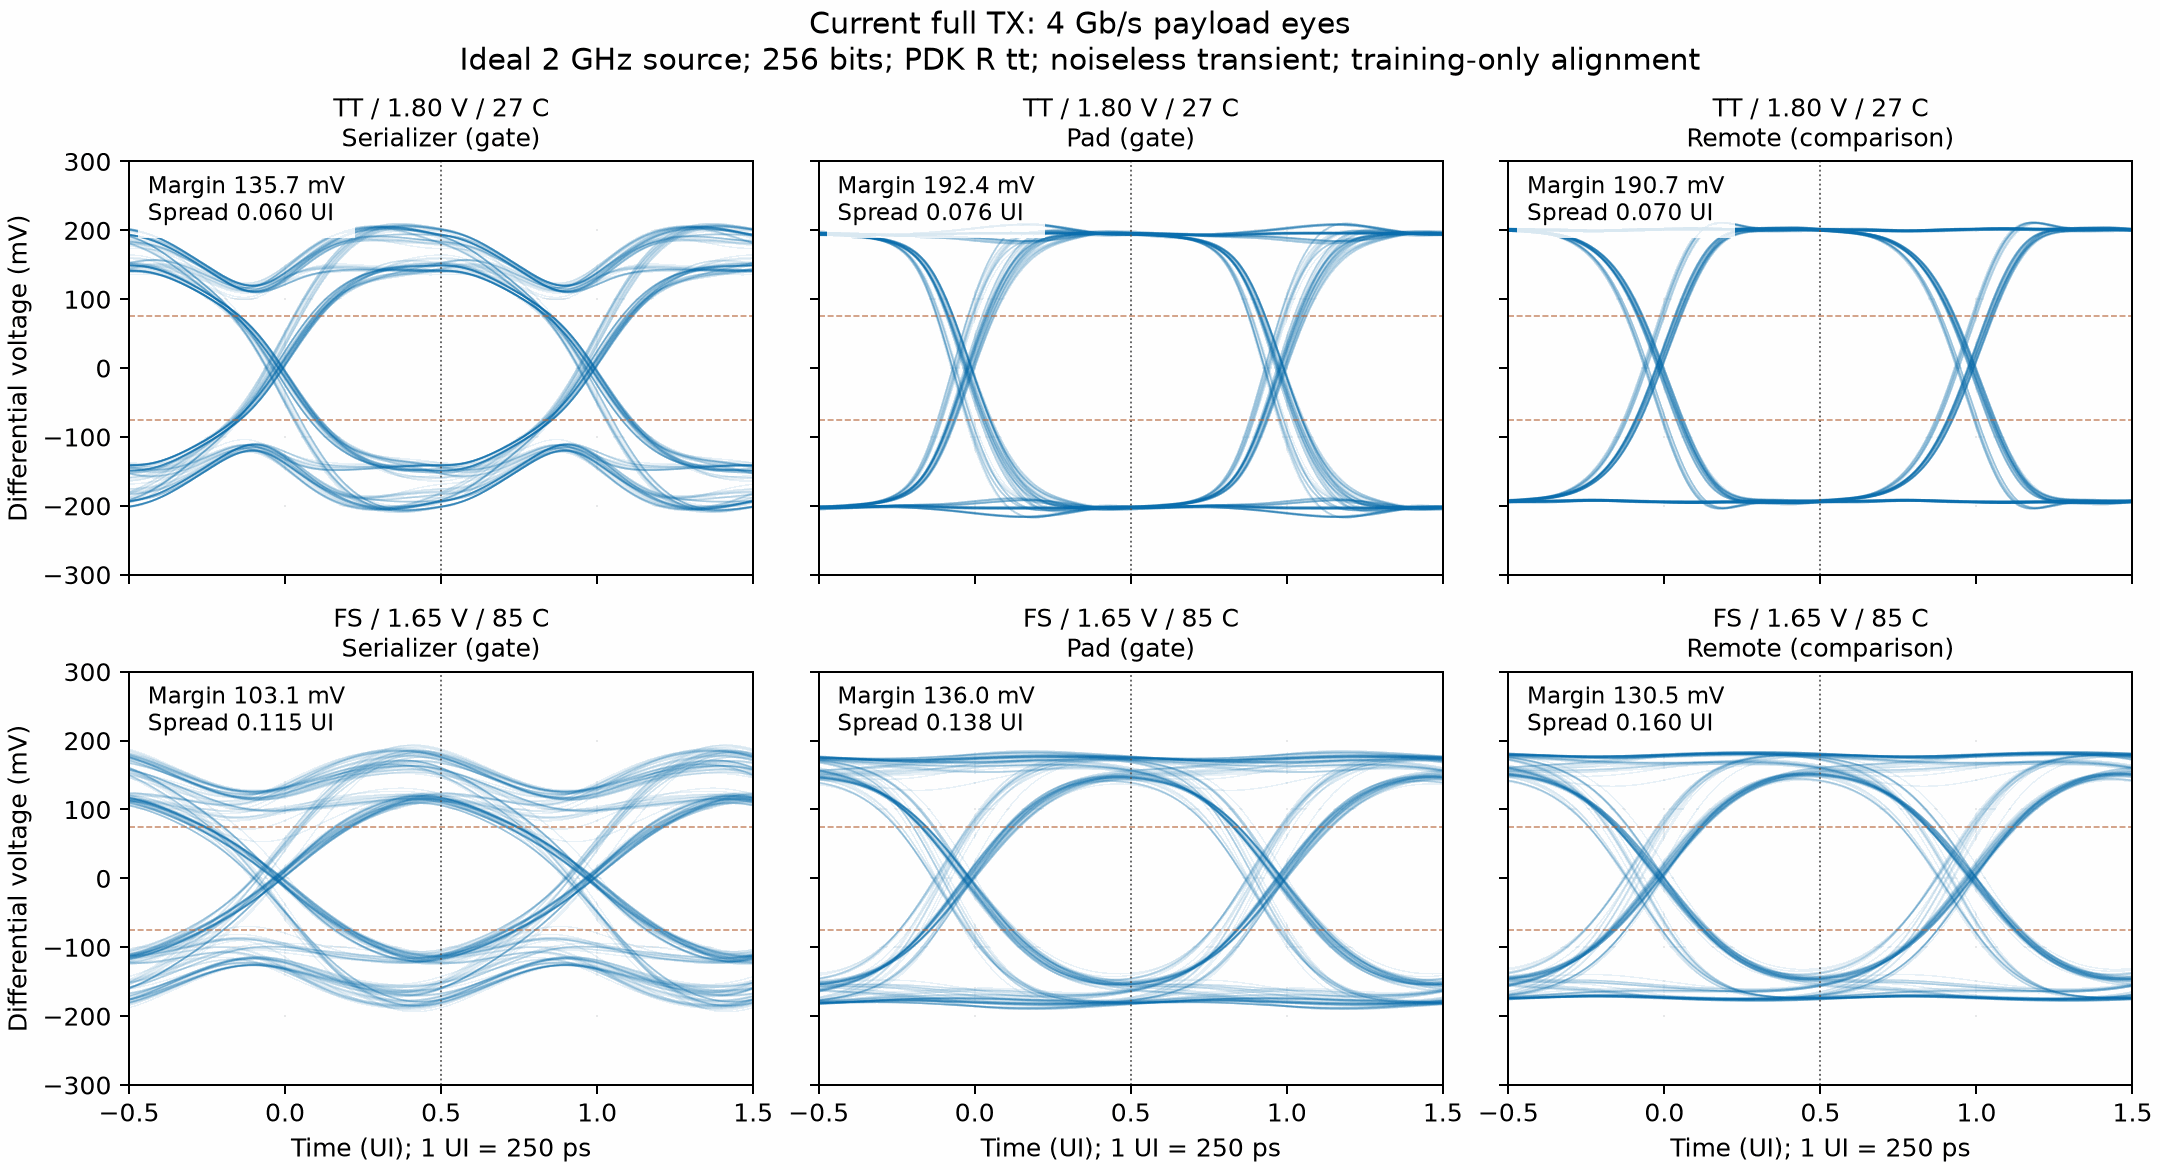 Current full TX: 4 Gb/s payload eyes
Ideal 2 GHz source; 256 bits; PDK R tt; noiseless transient; training-only alignment
TT / 1.80 V / 27 C
Serializer (gate)
TT / 1.80 V / 27 C
Pad (gate)
TT / 1.80 V / 27 C
Remote (comparison)
Margin 135.7 mV
Spread 0.060 UI
Margin 192.4 mV
Spread 0.076 UI
Margin 190.7 mV
Spread 0.070 UI
300
200
100
0
−100
−200
−300
Differential voltage (mV)
FS / 1.65 V / 85 C
Serializer (gate)
FS / 1.65 V / 85 C
Pad (gate)
FS / 1.65 V / 85 C
Remote (comparison)
Margin 103.1 mV
Spread 0.115 UI
Margin 136.0 mV
Spread 0.138 UI
Margin 130.5 mV
Spread 0.160 UI
300
200
100
0
−100
−200
−300
Differential voltage (mV)
−0.5 0.0 0.5 1.0 1.5
−0.5 0.0 0.5 1.0 1.5
−0.5 0.0 0.5 1.0 1.5
Time (UI); 1 UI = 250 ps
Time (UI); 1 UI = 250 ps
Time (UI); 1 UI = 250 ps